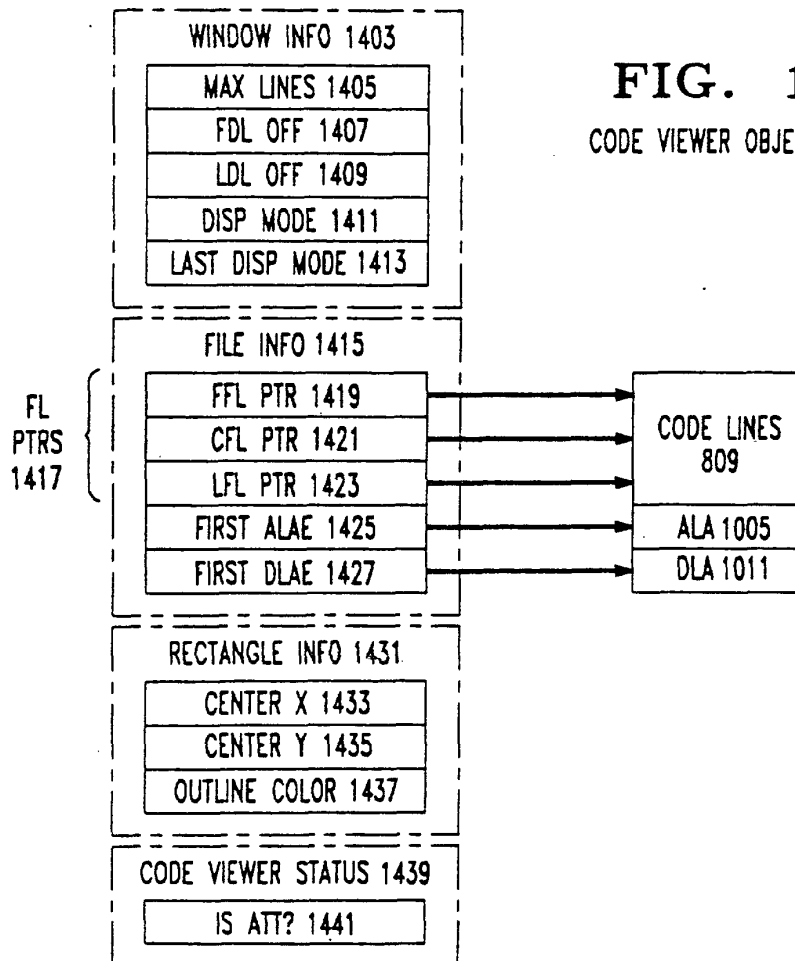 WINDOW INFO 1403
MAX LINES 1405
FDL OFF 1407
LDL OFF 1409
DISP MODE 1411
LAST DISP MODE 1413
FIG. 1
CODE VIEWER OBJE
FILE INFO 1415
FL
PTRS
1417
FFL PTR 1419
CFL PTR 1421
LFL PTR 1423
FIRST ALAE 1425
FIRST DLAE 1427
CODE LINES
809
ALA 1005
DLA 1011
RECTANGLE INFO 1431
CENTER X 1433
CENTER Y 1435
OUTLINE COLOR 1437
CODE VIEWER STATUS 1439
IS ATT? 1441